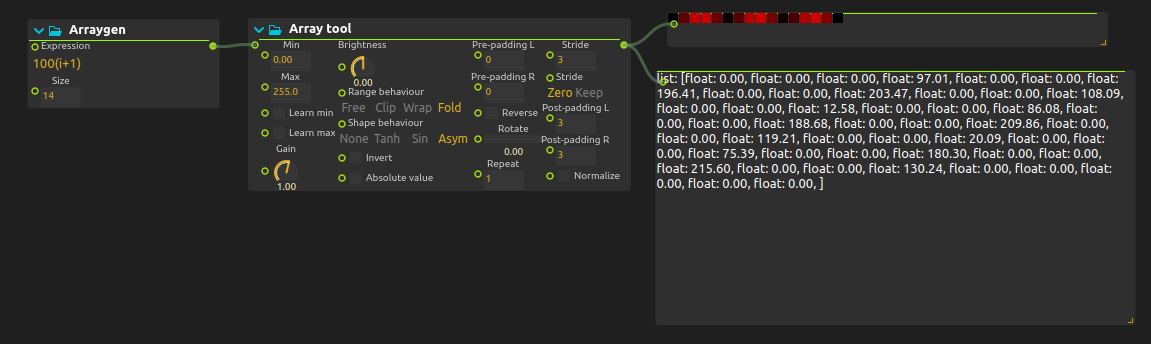 Arraygen
Expression
100(i+1)
Size
14
Array tool
Min
0.00
Max
255.0
Learn min
Learn max
Gain
1.00
Brightness
0.00
Range behaviour
Free Clip Wrap Fold
Shape behaviour
None Tanh Sin Asym
Invert
Absolute value
Pre-padding L
0
Pre-padding R
0
Reverse
Rotate
0.00
Repeat
1
Stride
3
Stride
Zero Keep
Post-padding L
3
Post-padding R
3
Normalize
list: [float: 0.00, float: 0.00, float: 0.00, float: 97.01, float: 0.00, float: 0.00, float:
196.41, float: 0.00, float: 0.00, float: 203.47, float: 0.00, float: 0.00, float: 108.09,
float: 0.00, float: 0.00, float: 12.58, float: 0.00, float: 0.00, float: 86.08, float:
0.00, float: 0.00, float: 188.68, float: 0.00, float: 0.00, float: 209.86, float: 0.00,
float: 0.00, float: 119.21, float: 0.00, float: 0.00, float: 20.09, float: 0.00, float:
0.00, float: 75.39, float: 0.00, float: 0.00, float: 180.30, float: 0.00, float: 0.00,
float: 215.60, float: 0.00, float: 0.00, float: 130.24, float: 0.00, float: 0.00, float:
0.00, float: 0.00, float: 0.00, ]